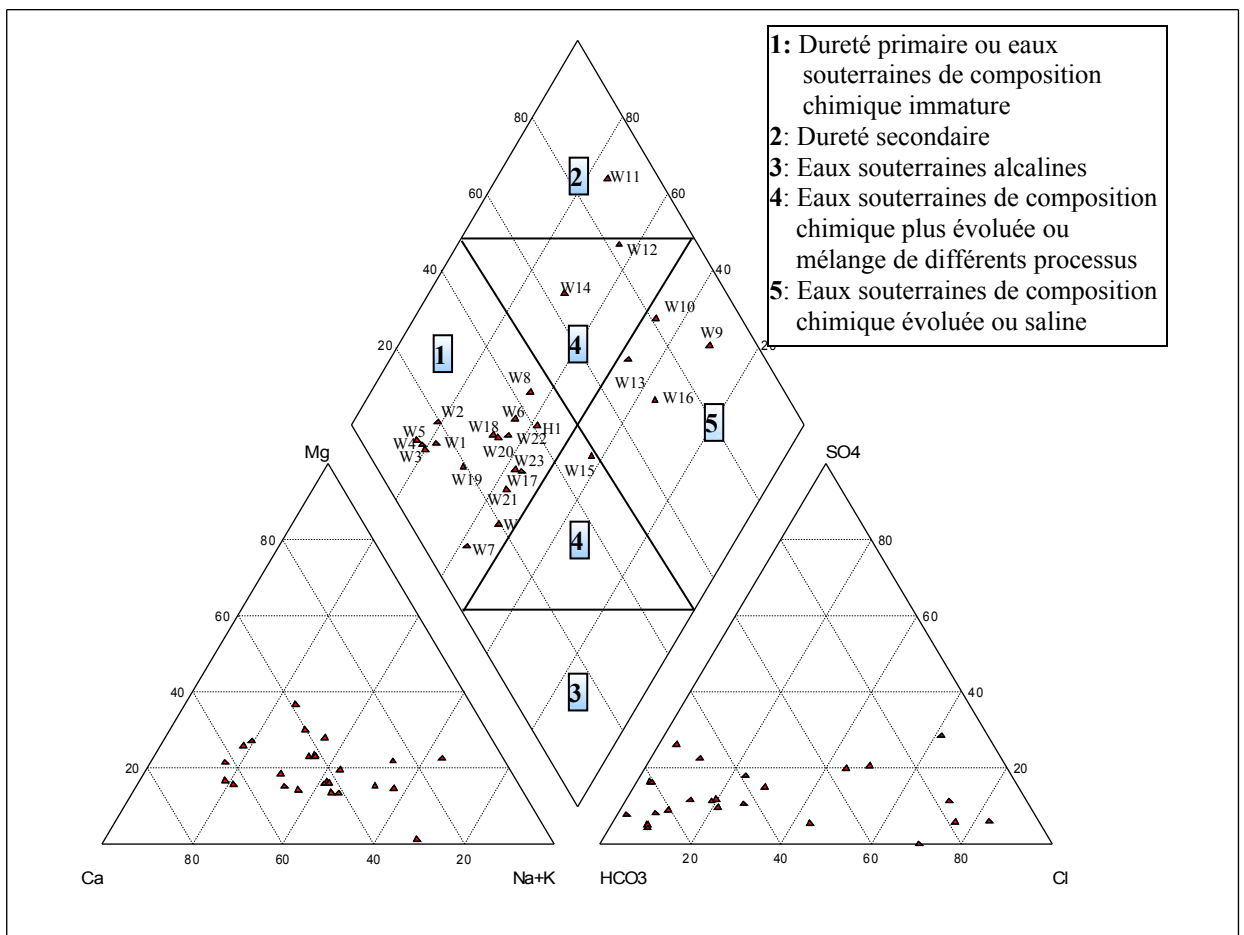 1: Dureté primaire ou eaux
souterraines de composition
chimique immature
2: Dureté secondaire
3: Eaux souterraines alcalines
4: Eaux souterraines de composition
chimique plus évoluée ou
mélange de différents processus
5: Eaux souterraines de composition
chimique évoluée ou saline
80 80
2 W11
60 60
W12
40 40
W14
W10
20 1 4 W9 20
W13
W8
W16
W2 W6
5
W5 W18 H1
W4 W1 W22
W3 W20
Mg W23 W15 SO4
W19 W17
W21
W
80 W7 4 80
60 60
40 3 40
20 20
80 60 40 20 20 40 60 80
Ca Na+K HCO3 Cl